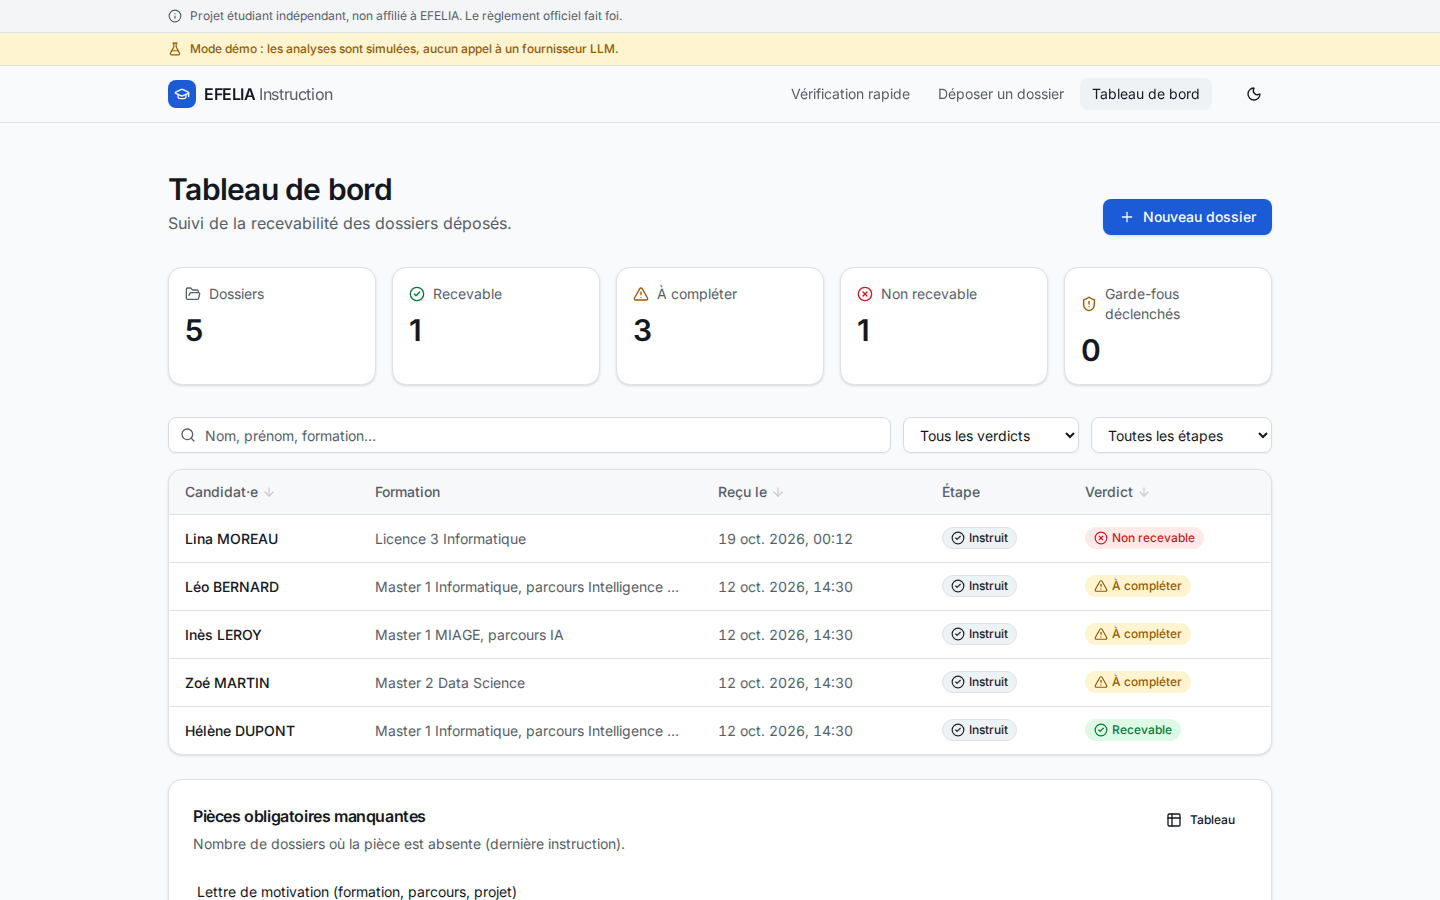 Projet étudiant indépendant, non affilié à EFELIA. Le règlement officiel fait foi.
Mode démo : les analyses sont simulées, aucun appel à un fournisseur LLM.
EFELIA Instruction
Vérification rapide
Déposer un dossier
Tableau de bord
Tableau de bord
Suivi de la recevabilité des dossiers déposés.
Nouveau dossier
Dossiers
5
Recevable
1
À compléter
3
Non recevable
1
Garde-fous
déclenchés
0
Nom, prénom, formation...
Tous les verdicts
Toutes les étapes
Candidat·e Formation Reçu le Étape Verdict
Lina MOREAU Licence 3 Informatique 19 oct. 2026, 00:12 Instruit Non recevable
Léo BERNARD Master 1 Informatique, parcours Intelligence ... 12 oct. 2026, 14:30 Instruit À compléter
Inès LEROY Master 1 MIAGE, parcours IA 12 oct. 2026, 14:30 Instruit À compléter
Zoé MARTIN Master 2 Data Science 12 oct. 2026, 14:30 Instruit À compléter
Hélène DUPONT Master 1 Informatique, parcours Intelligence ... 12 oct. 2026, 14:30 Instruit Recevable
Pièces obligatoires manquantes
Tableau
Nombre de dossiers où la pièce est absente (dernière instruction).
Lettre de motivation (formation, parcours, projet)